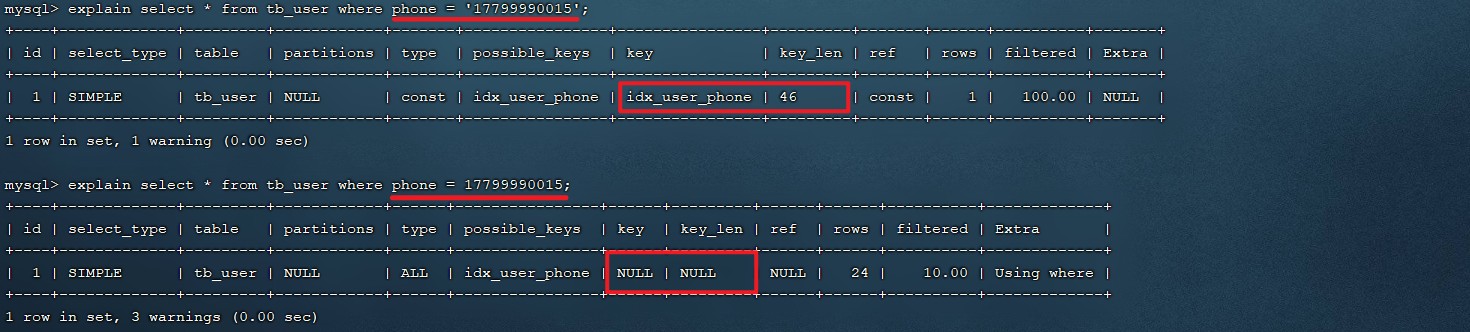 mysql> explain select * from tb_user where phone = '17799990015';
+----+-------------+---------+------------+-------+----------------+----------------+---------+-------+------+----------+-------+
| id | select_type | table   | partitions | type  | possible_keys  | key            | key_len | ref   | rows | filtered | Extra |
+----+-------------+---------+------------+-------+----------------+----------------+---------+-------+------+----------+-------+
|  1 | SIMPLE      | tb_user | NULL       | const | idx_user_phone | idx_user_phone | 46      | const |    1 |   100.00 | NULL  |
+----+-------------+---------+------------+-------+----------------+----------------+---------+-------+------+----------+-------+
1 row in set, 1 warning (0.00 sec)
mysql> explain select * from tb_user where phone = 17799990015;
+----+-------------+---------+------------+------+----------------+------+---------+------+------+----------+-------------+
| id | select_type | table   | partitions | type | possible_keys  | key  | key_len | ref  | rows | filtered | Extra       |
+----+-------------+---------+------------+------+----------------+------+---------+------+------+----------+-------------+
|  1 | SIMPLE      | tb_user | NULL       | ALL  | idx_user_phone | NULL | NULL    | NULL |   24 |    10.00 | Using where |
+----+-------------+---------+------------+------+----------------+------+---------+------+------+----------+-------------+
1 row in set, 3 warnings (0.00 sec)